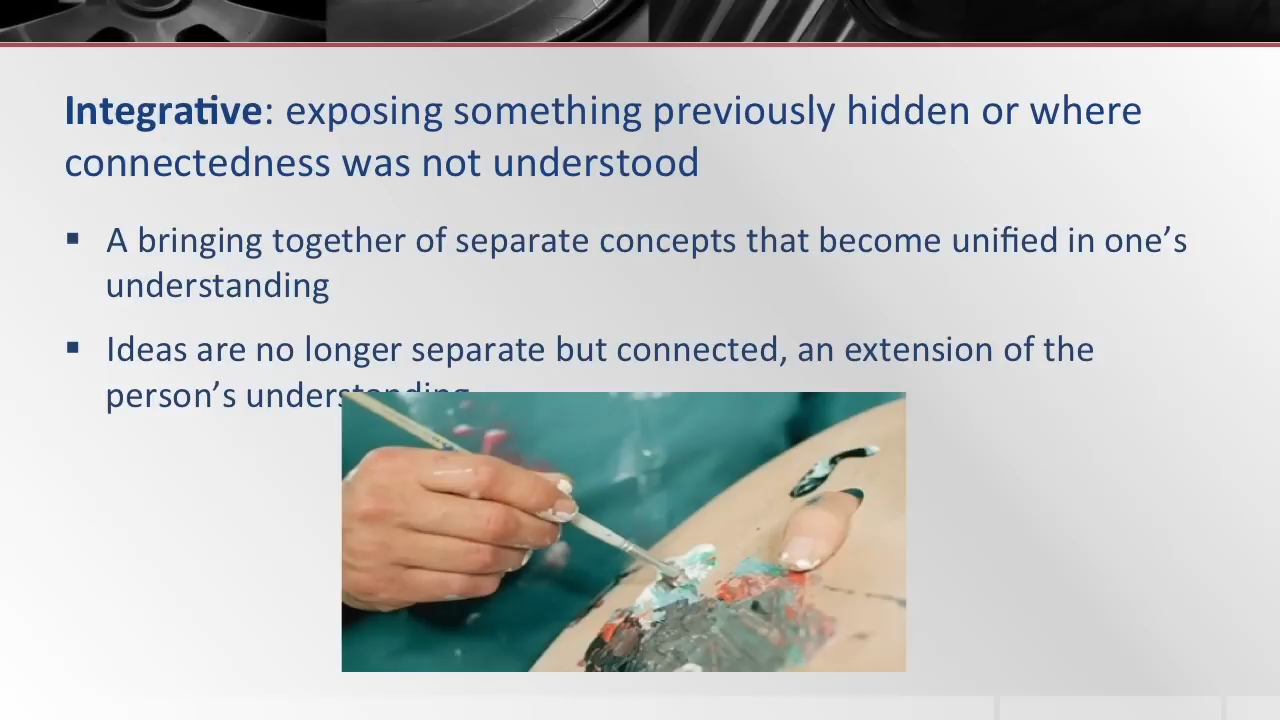 Integrative: exposing something previously hidden or where
connectedness was not understood
▪ A bringing together of separate concepts that become unified in one's
understanding
▪ Ideas are no longer separate but connected, an extension of the
person's understanding